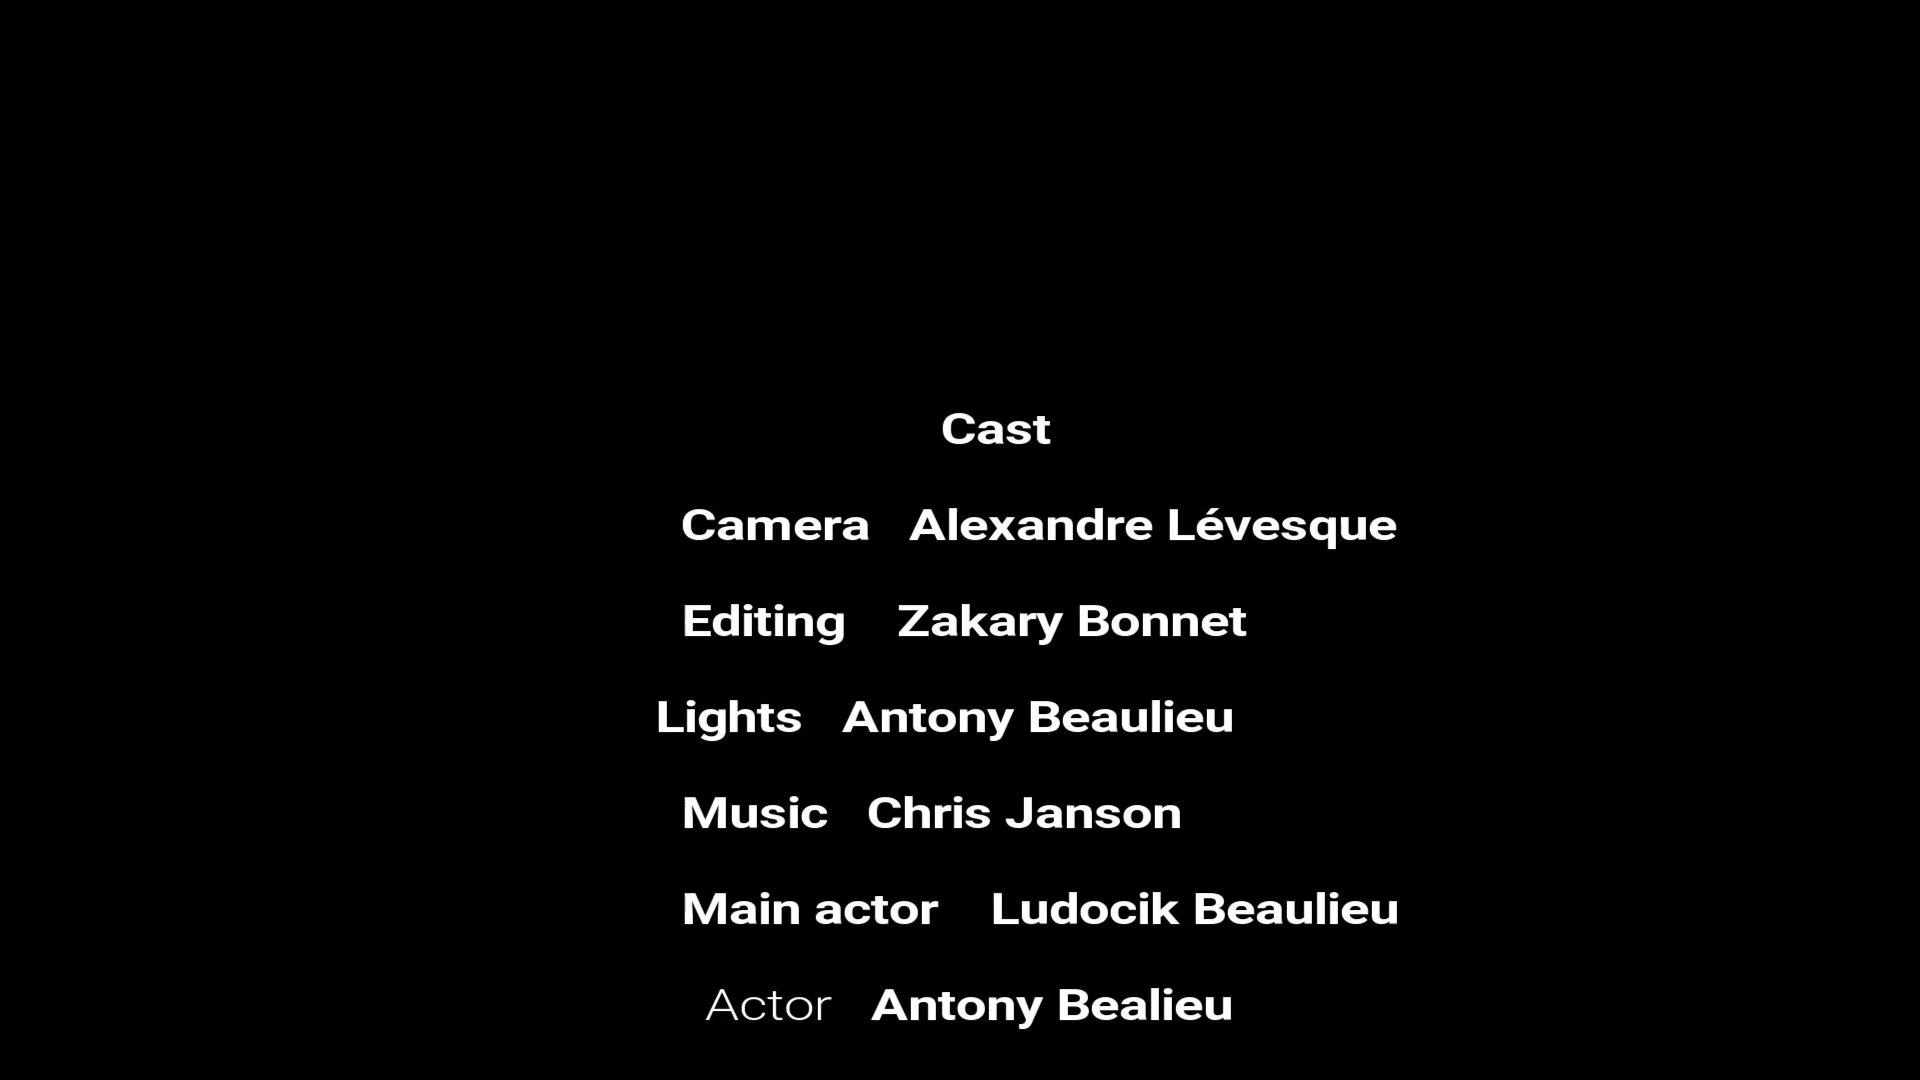 Cast
Camera Alexandre Lévesque
Editing Zakary Bonnet
Lights Antony Beaulieu
Music Chris Janson
Main actor Ludocik Beaulieu
Actor Antony Bealieu